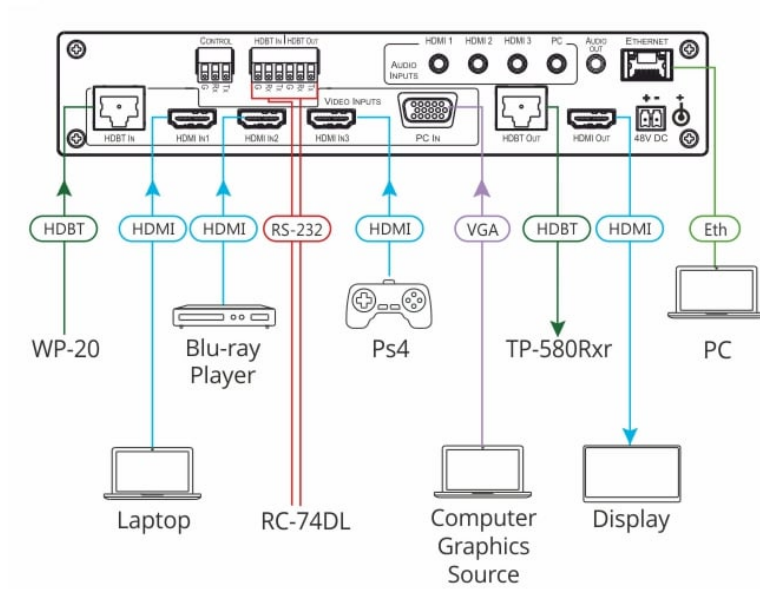 CONTROL
HDBT IN HDBT OUT
G Rx Tx
G Rx Tx G Rx Tx
AUDIO INPUTS
HDMI 1 HDMI 2 HDMI 3 PC
AUDIO OUT
ETHERNET
VIDEO INPUTS
HDBT IN
HDMI IN1
HDMI IN2
HDMI IN3
PC IN
HDBT OUT
HDMI OUT
+ -
48V DC
+
HDBT
HDMI
HDMI
RS-232
HDMI
VGA
HDBT
HDMI
Eth
WP-20
Blu-ray
Player
Ps4
TP-580Rxr
PC
Laptop
RC-74DL
Computer
Graphics
Source
Display